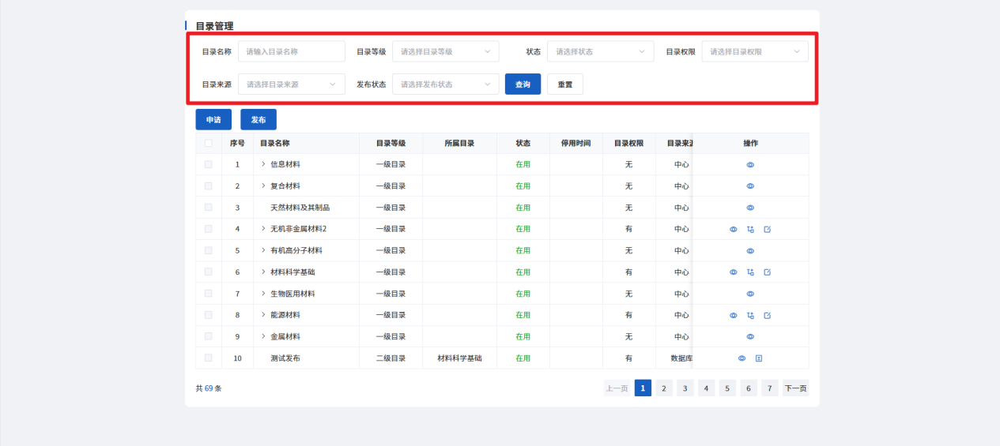 目录管理
目录名称 请输入目录名称 目录等级 请选择目录等级 状态 请选择状态 目录权限 请选择目录权限
目录来源 请选择目录来源 发布状态 请选择发布状态 查询 重置
申请 发布
序号 目录名称 目录等级 所属目录 状态 停用时间 目录权限 目录来源 操作
1 信息材料 一级目录 在用 无 中心
2 复合材料 一级目录 在用 无 中心
3 天然材料及其制品 一级目录 在用 无 中心
4 无机非金属材料2 一级目录 在用 有 中心
5 有机高分子材料 一级目录 在用 无 中心
6 材料科学基础 一级目录 在用 有 中心
7 生物医用材料 一级目录 在用 无 中心
8 能源材料 一级目录 在用 有 中心
9 金属材料 一级目录 在用 无 中心
10 测试发布 二级目录 材料科学基础 在用 有 数据库
共 69 条 上一页 1 2 3 4 5 6 7 下一页